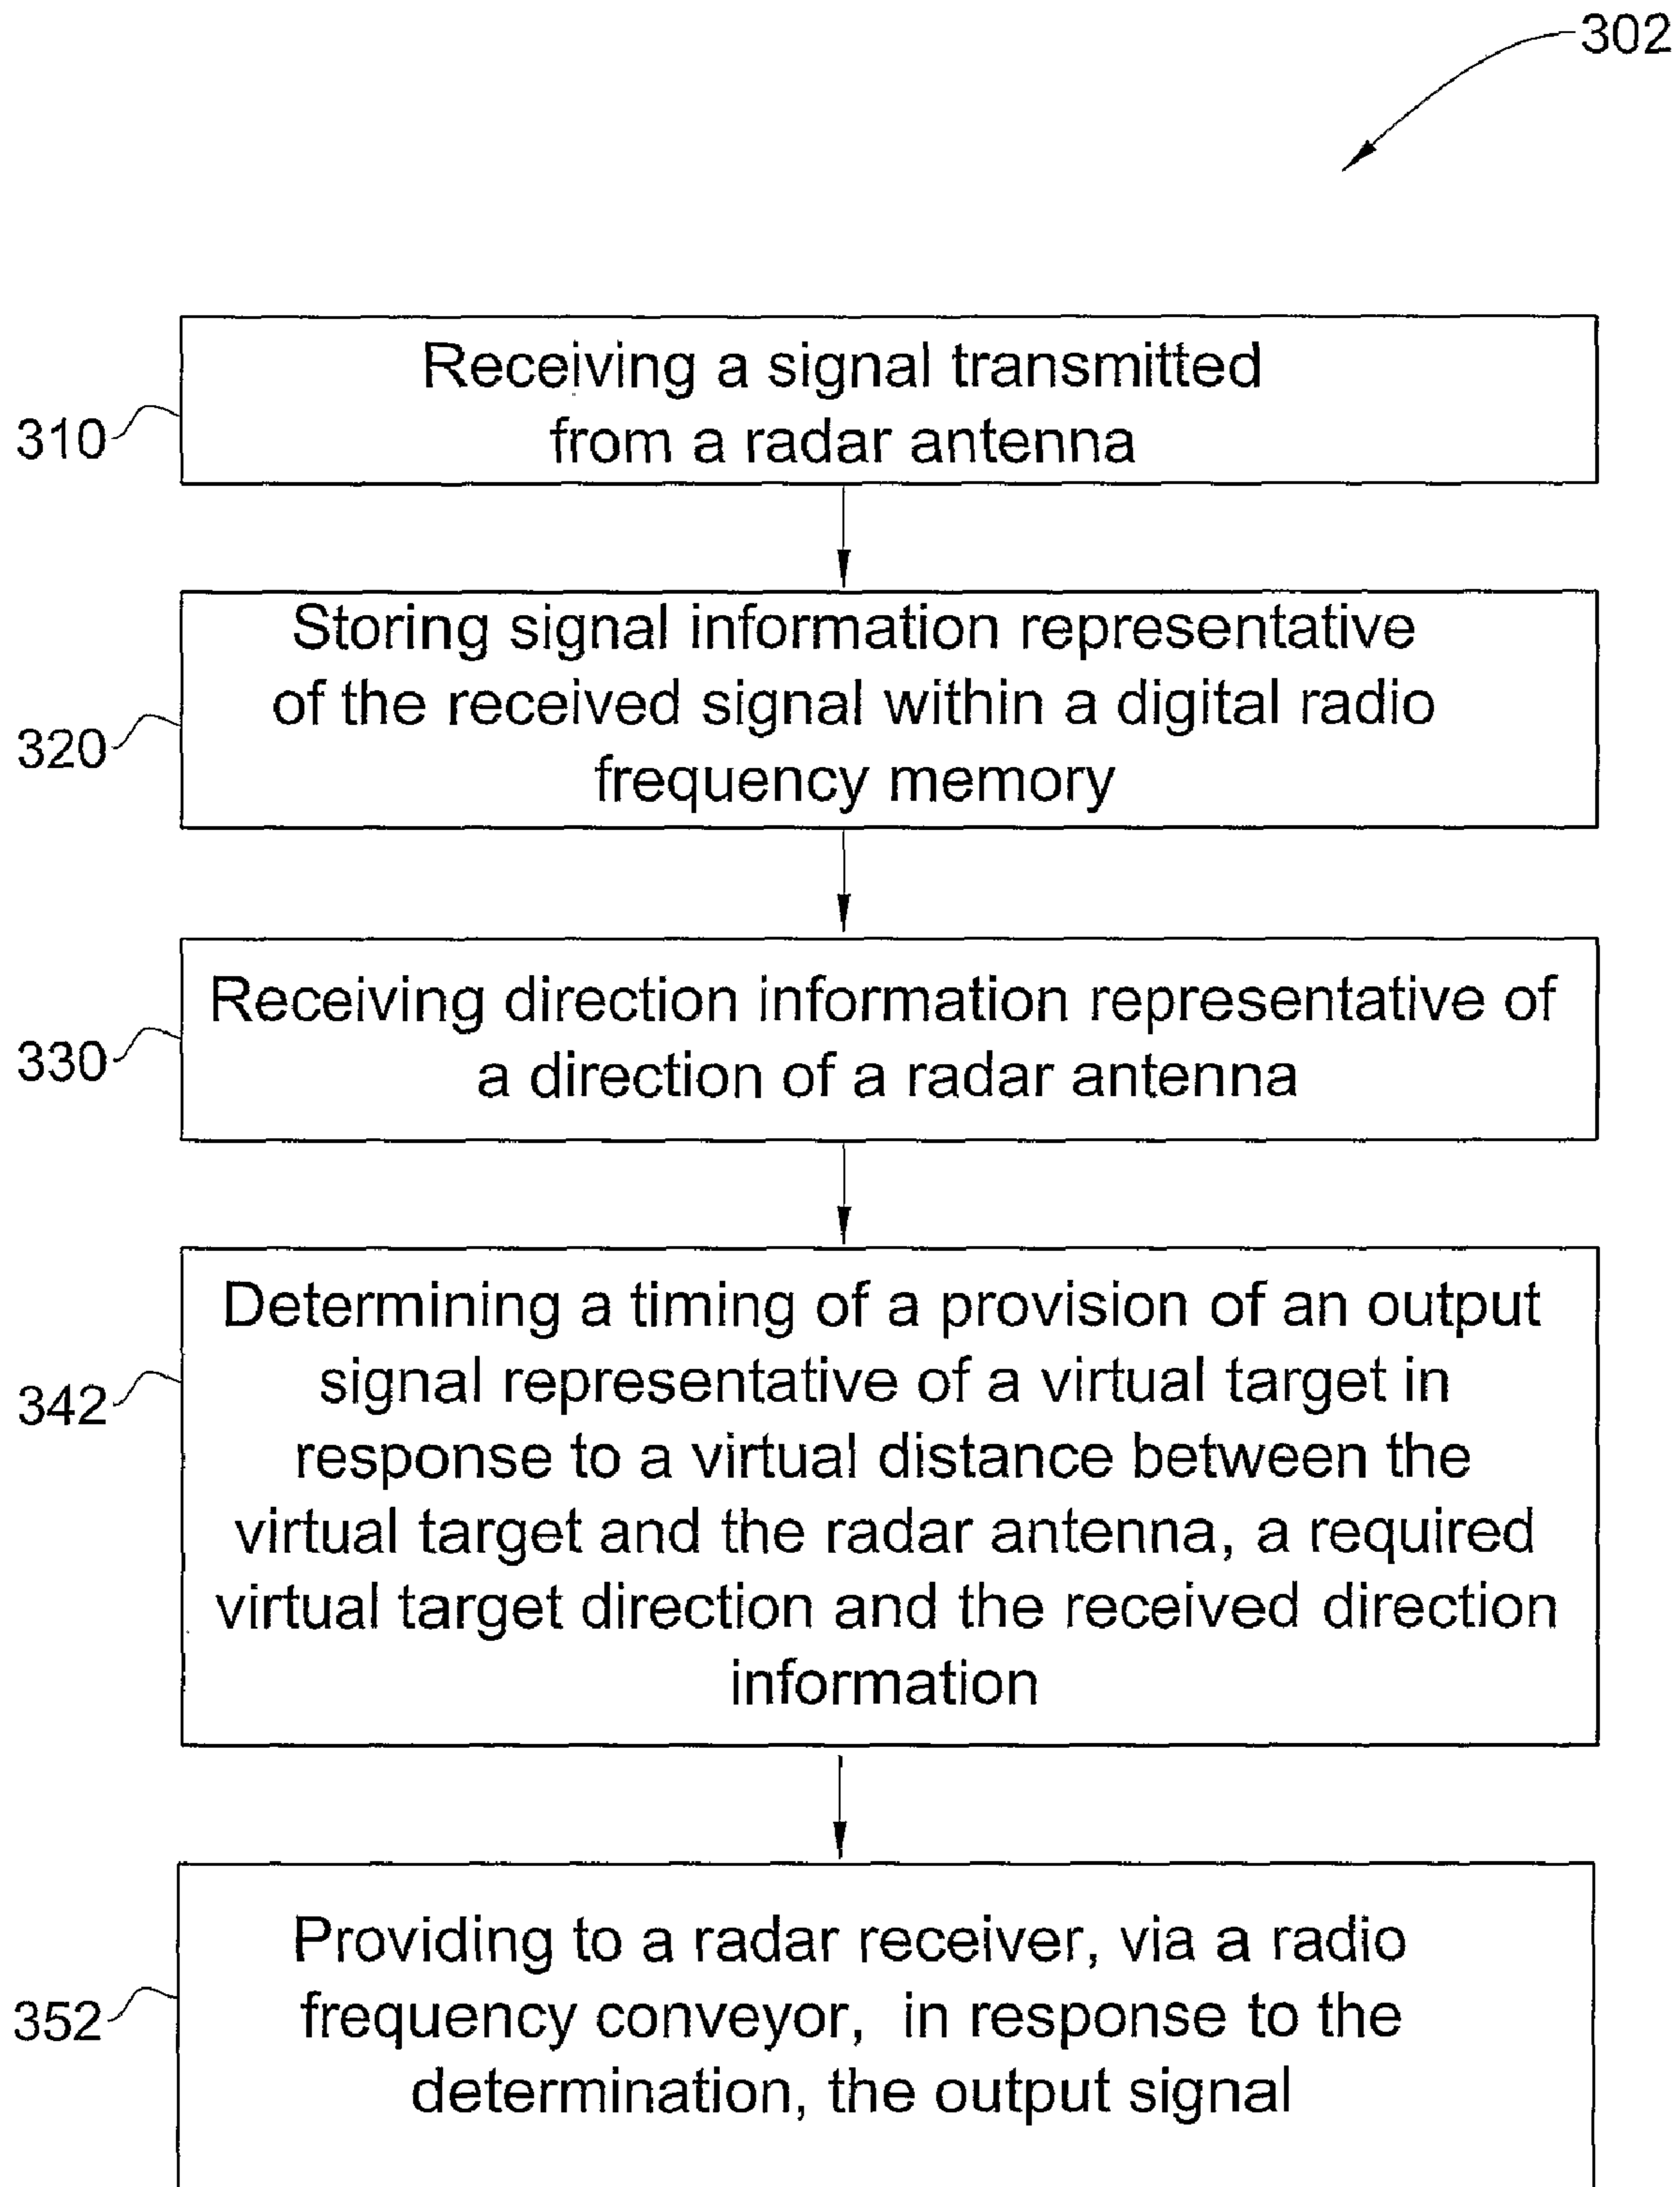 302
Receiving a signal transmitted
from a radar antenna
310
Storing signal information representative
of the received signal within a digital radio
frequency memory
320
Receiving direction information representative of
a direction of a radar antenna
330
Determining a timing of a provision of an output
signal representative of a virtual target in
response to a virtual distance between the
virtual target and the radar antenna, a required
virtual target direction and the received direction
information
342
Providing to a radar receiver, via a radio
frequency conveyor, in response to the
determination, the output signal
352